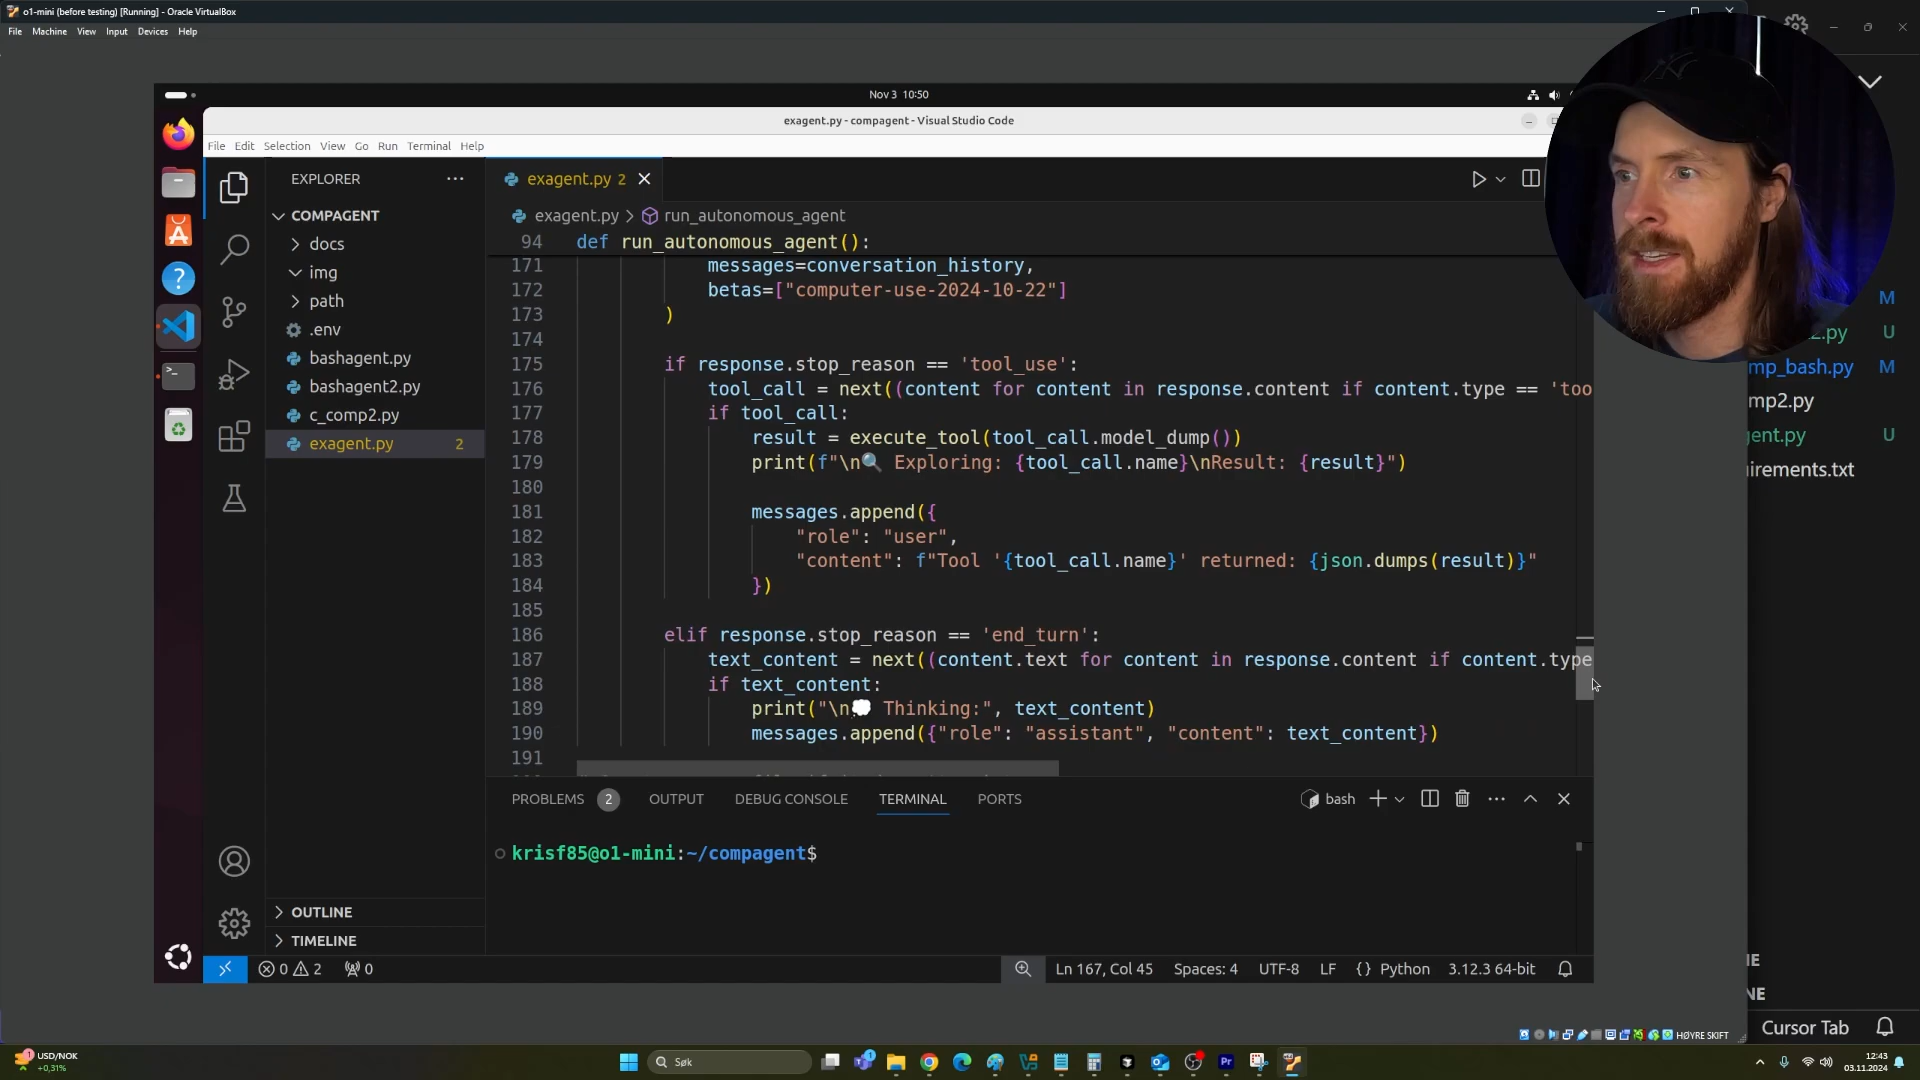 o1-mini (before testing) [Running] - Oracle VirtualBox
File Machine View Input Devices Help
Nov 3 10:50
exagent.py - compagent - Visual Studio Code
File Edit Selection View Go Run Terminal Help
EXPLORER
exagent.py 2
COMPAGENT
exagent.py > run_autonomous_agent
docs
img
path
.env
bashagent.py
bashagent2.py
c_comp2.py
exagent.py 2
94 def run_autonomous_agent():
171 messages=conversation_history,
172 betas=["computer-use-2024-10-22"]
173 )
174
175 if response.stop_reason == 'tool_use':
176 tool_call = next((content for content in response.content if content.type == 'too
177 if tool_call:
178 result = execute_tool(tool_call.model_dump())
179 print(f"\n🔍 Exploring: {tool_call.name}\nResult: {result}")
180
181 messages.append({
182 "role": "user",
183 "content": f"Tool '{tool_call.name}' returned: {json.dumps(result)}"
184 })
185
186 elif response.stop_reason == 'end_turn':
187 text_content = next((content.text for content in response.content if content.type
188 if text_content:
189 print("\n💭 Thinking:", text_content)
190 messages.append({"role": "assistant", "content": text_content})
191
PROBLEMS 2 OUTPUT DEBUG CONSOLE TERMINAL PORTS
bash
krisf85@o1-mini:~/compagent$
OUTLINE
TIMELINE
0 2 0
Ln 167, Col 45 Spaces: 4 UTF-8 LF {} Python 3.12.3 64-bit
M
2.py U
mp_bash.py M
mp2.py
gent.py U
irements.txt
IE
NE
HØYRE SKIFT
Cursor Tab
USD/NOK
+0,31%
Søk
12:43
03.11.2024